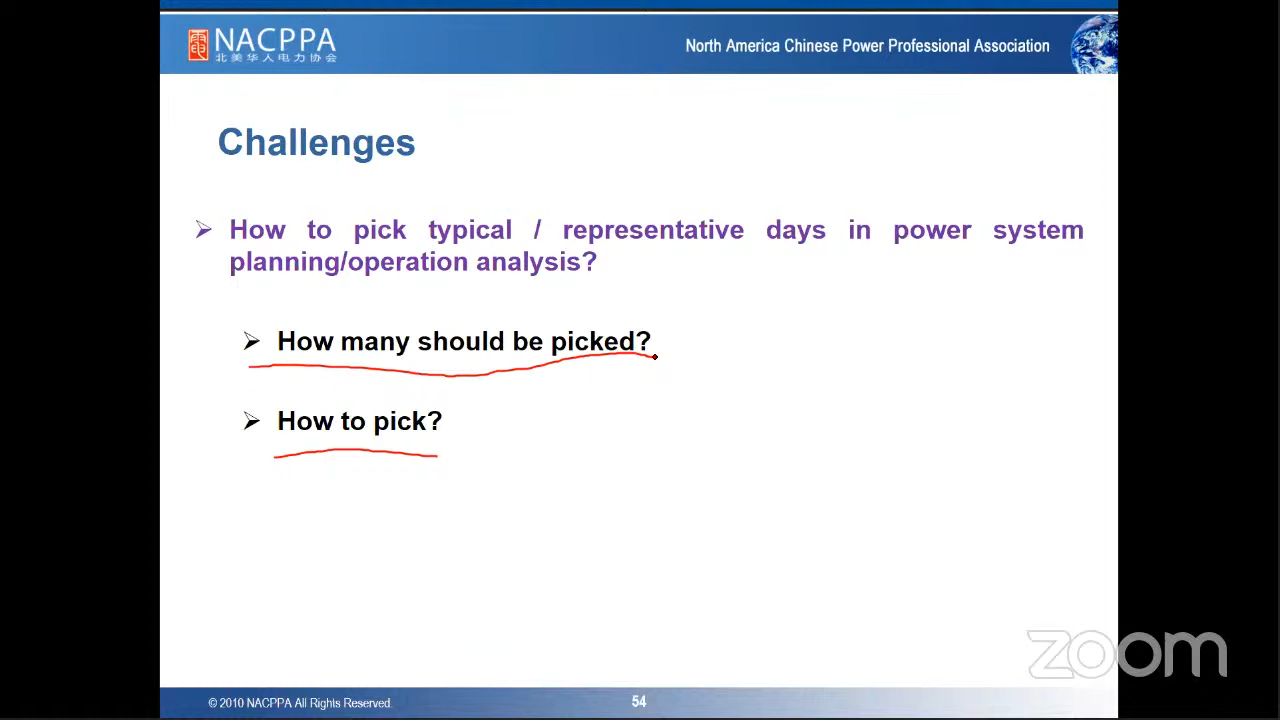 NACPPA
北美华人电力协会
North America Chinese Power Professional Association
Challenges
How to pick typical / representative days in power system
planning/operation analysis?
How many should be picked?
How to pick?
zoom
© 2010 NACPPA All Rights Reserved.
54